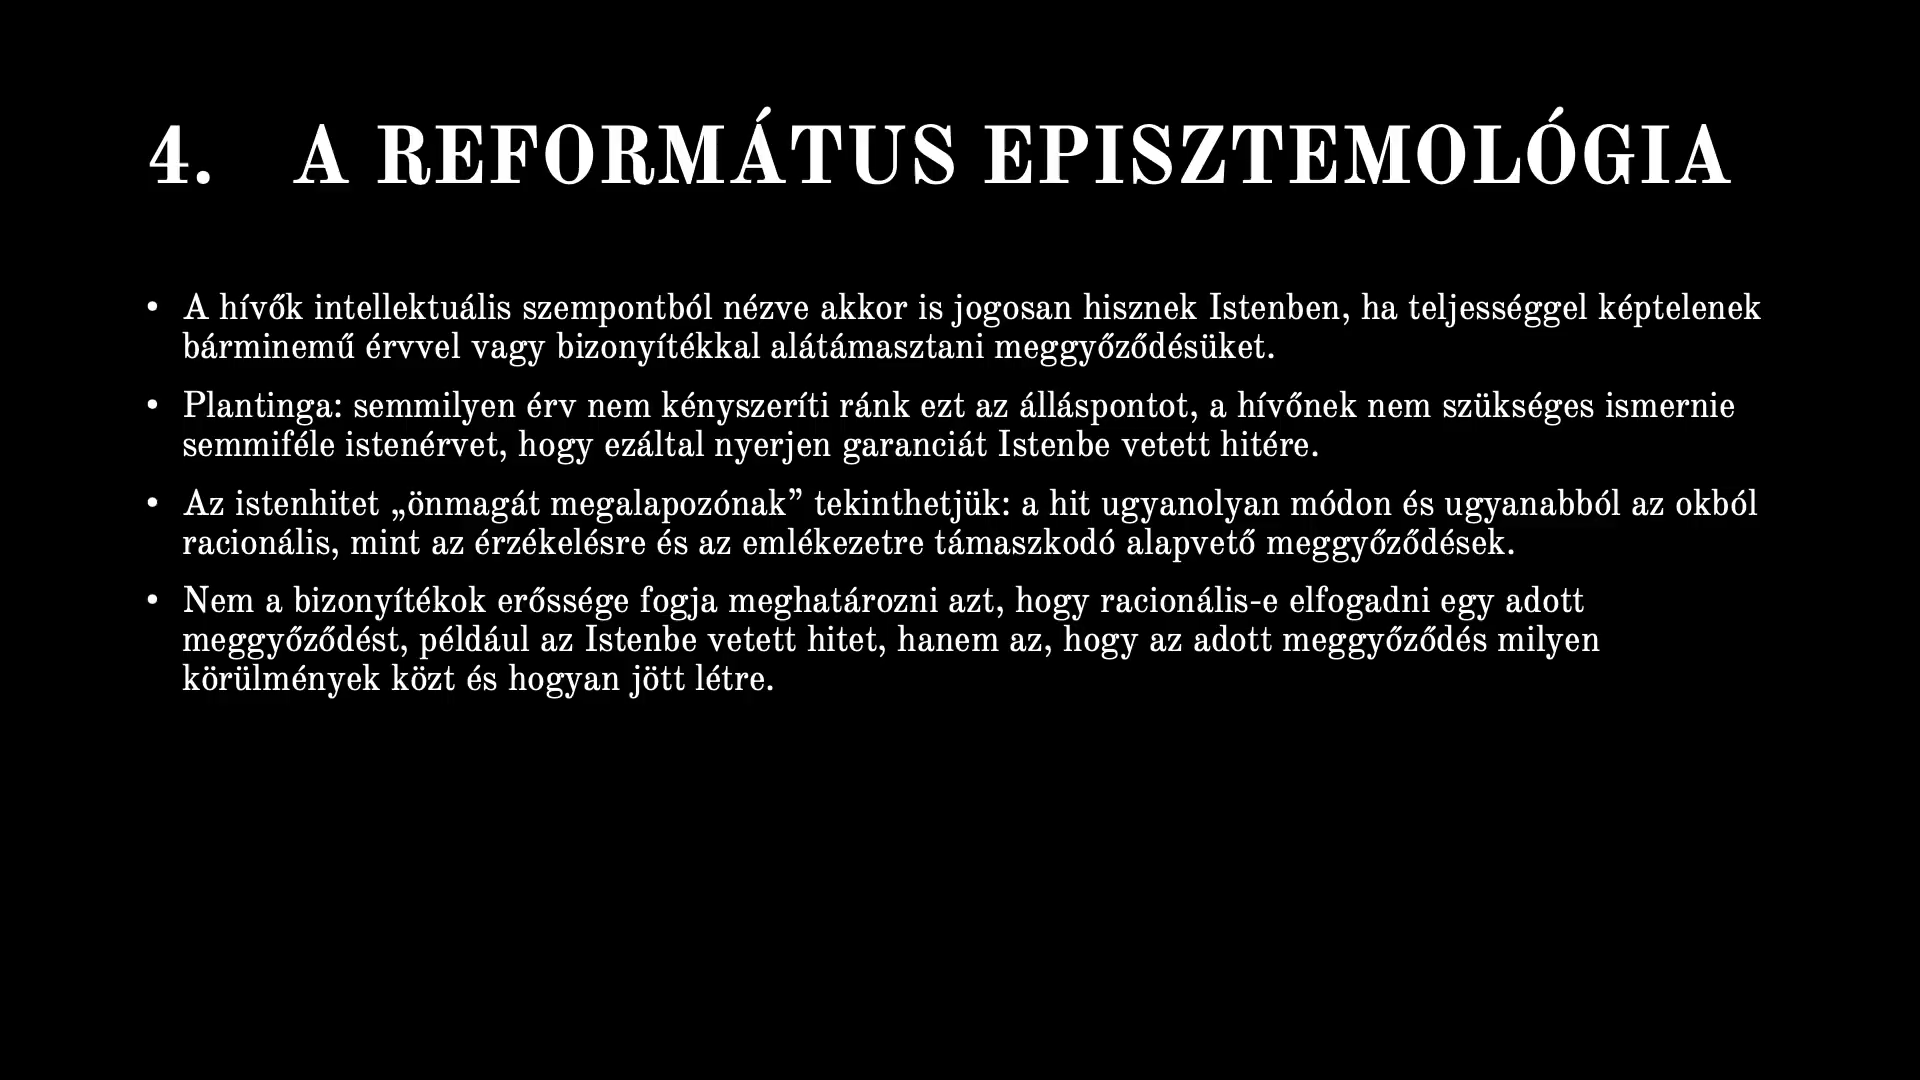 4. A REFORMÁTUS EPISZTEMOLÓGIA
• A hívők intellektuális szempontból nézve akkor is jogosan hisznek Istenben, ha teljességgel képtelenek
bárminemű érvvel vagy bizonyítékkal alátámasztani meggyőződésüket.
• Plantinga: semmilyen érv nem kényszeríti ránk ezt az álláspontot, a hívőnek nem szükséges ismernie
semmiféle istenérvet, hogy ezáltal nyerjen garanciát Istenbe vetett hitére.
• Az istenhitet „önmagát megalapozónak” tekinthetjük: a hit ugyanolyan módon és ugyanabból az okból
racionális, mint az érzékelésre és az emlékezetre támaszkodó alapvető meggyőződések.
• Nem a bizonyítékok erőssége fogja meghatározni azt, hogy racionális-e elfogadni egy adott
meggyőződést, például az Istenbe vetett hitet, hanem az, hogy az adott meggyőződés milyen
körülmények közt és hogyan jött létre.